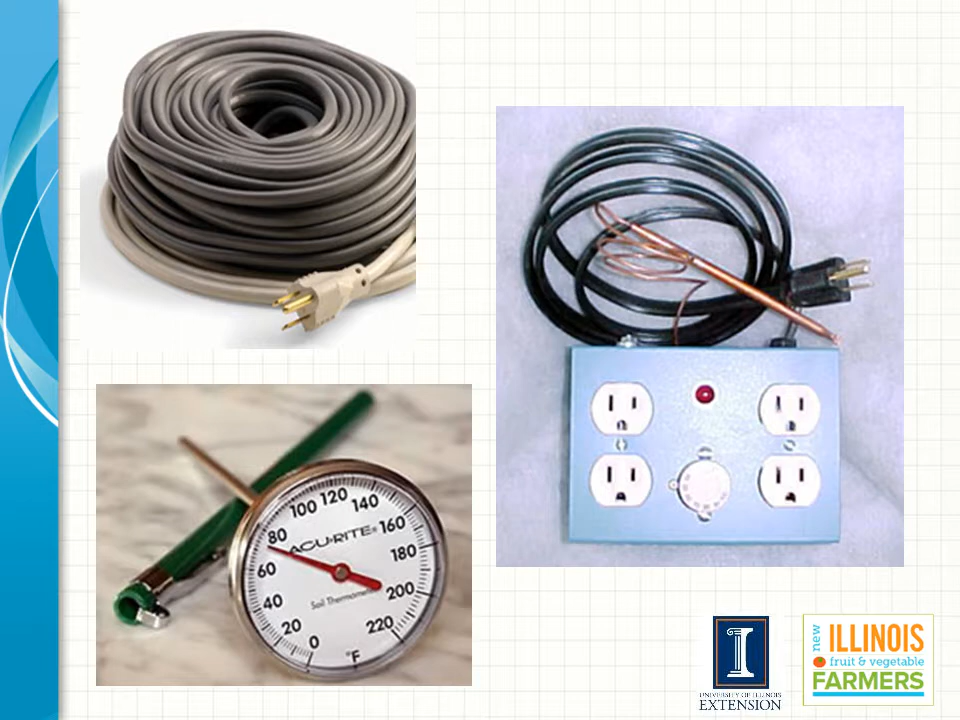 0
20
40
60
80
100
120
140
160
180
200
220
ACU·RITE®
Soil Thermometer
°F
I
UNIVERSITY OF ILLINOIS
EXTENSION
new
ILLINOIS
fruit & vegetable
FARMERS